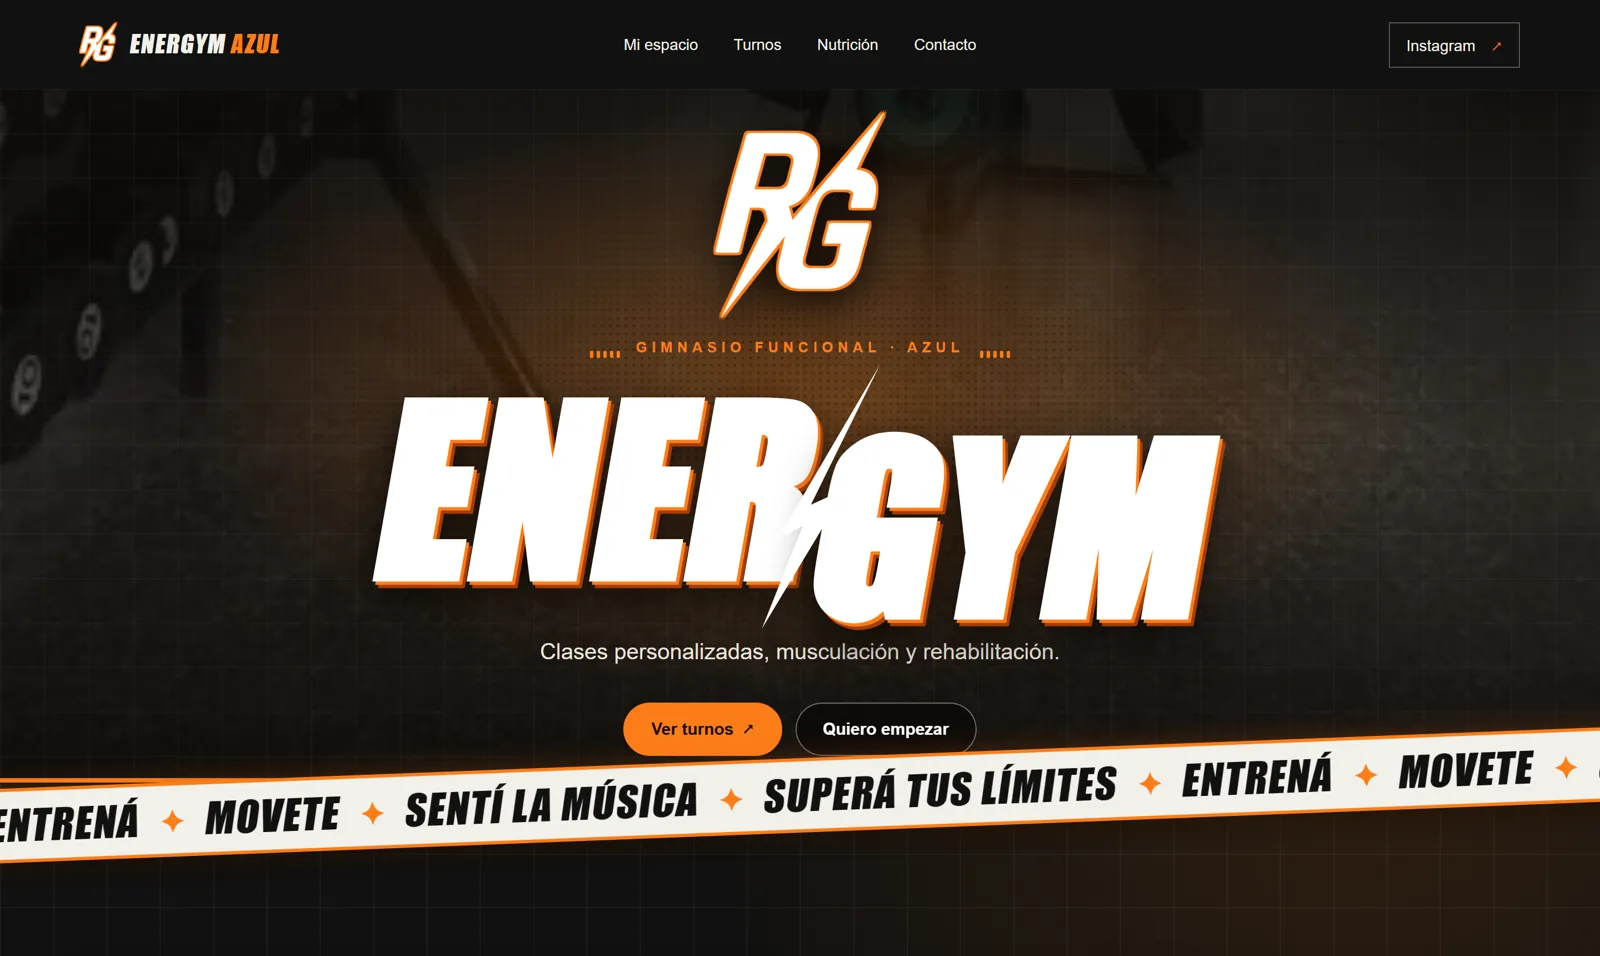 RG ENERGYM AZUL
Mi espacio Turnos Nutrición Contacto
Instagram
RG
GIMNASIO FUNCIONAL · AZUL
ENERGYM
Clases personalizadas, musculación y rehabilitación.
Ver turnos Quiero empezar
ENTRENÁ ✦ MOVETE ✦ SENTÍ LA MÚSICA ✦ SUPERÁ TUS LÍMITES ✦ ENTRENÁ ✦ MOVETE ✦